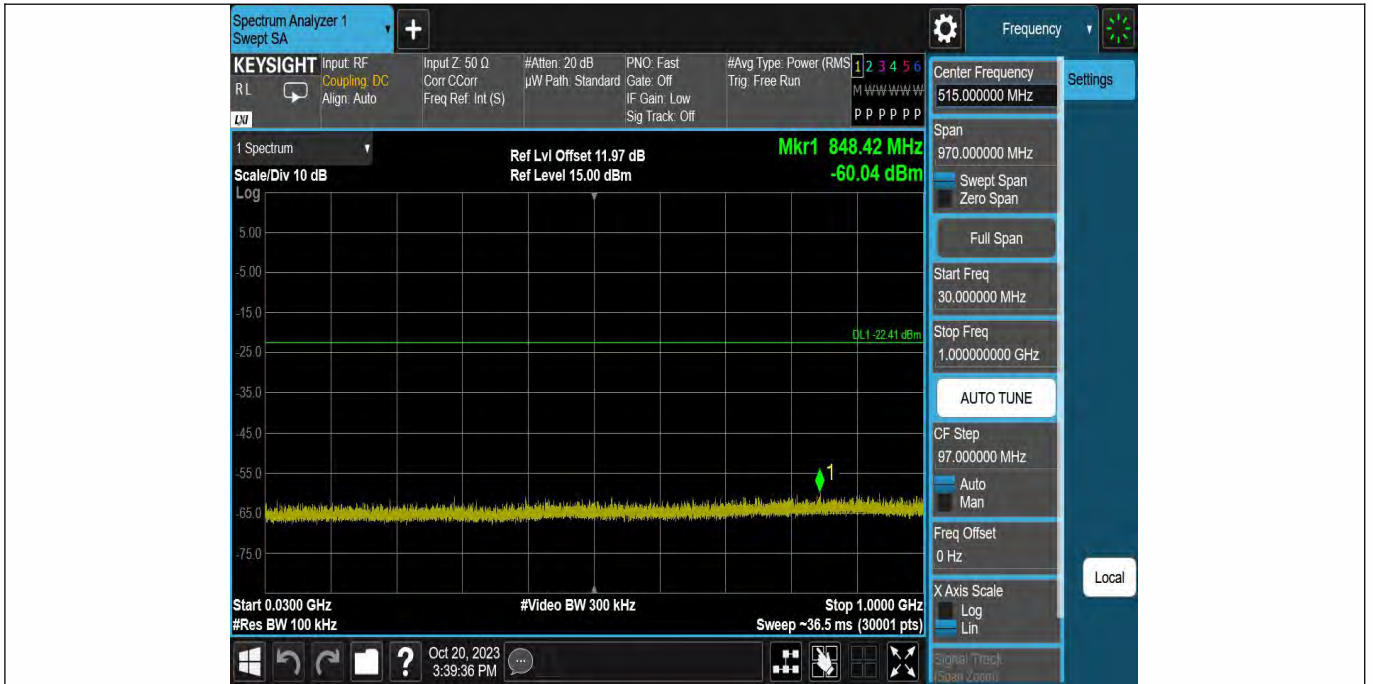 Spectrum Analyzer 1
Swept SA
+
Frequency
KEYSIGHT
RL
LXI
Input: RF
Coupling: DC
Align: Auto
Input Z: 50 Ω
Corr CCorr
Freq Ref: Int (S)
#Atten: 20 dB
µW Path: Standard
PNO: Fast
Gate: Off
IF Gain: Low
Sig Track: Off
#Avg Type: Power (RMS
Trig: Free Run
1 2 3 4 5 6
M W W W W W
P P P P P P
1 Spectrum
Scale/Div 10 dB
Ref Lvl Offset 11.97 dB
Ref Level 15.00 dBm
Mkr1 848.42 MHz
-60.04 dBm
Log
5.00
-5.00
-15.0
DL1 -22.41 dBm
-25.0
-35.0
-45.0
-55.0
1
-65.0
-75.0
Start 0.0300 GHz
#Res BW 100 kHz
#Video BW 300 kHz
Stop 1.0000 GHz
Sweep ~36.5 ms (30001 pts)
?
Oct 20, 2023
3:39:36 PM
Center Frequency
515.000000 MHz
Settings
Span
970.000000 MHz
Swept Span
Zero Span
Full Span
Start Freq
30.000000 MHz
Stop Freq
1.000000000 GHz
AUTO TUNE
CF Step
97.000000 MHz
Auto
Man
Freq Offset
0 Hz
X Axis Scale
Log
Lin
Signal Track
(Span Zoom)
Local